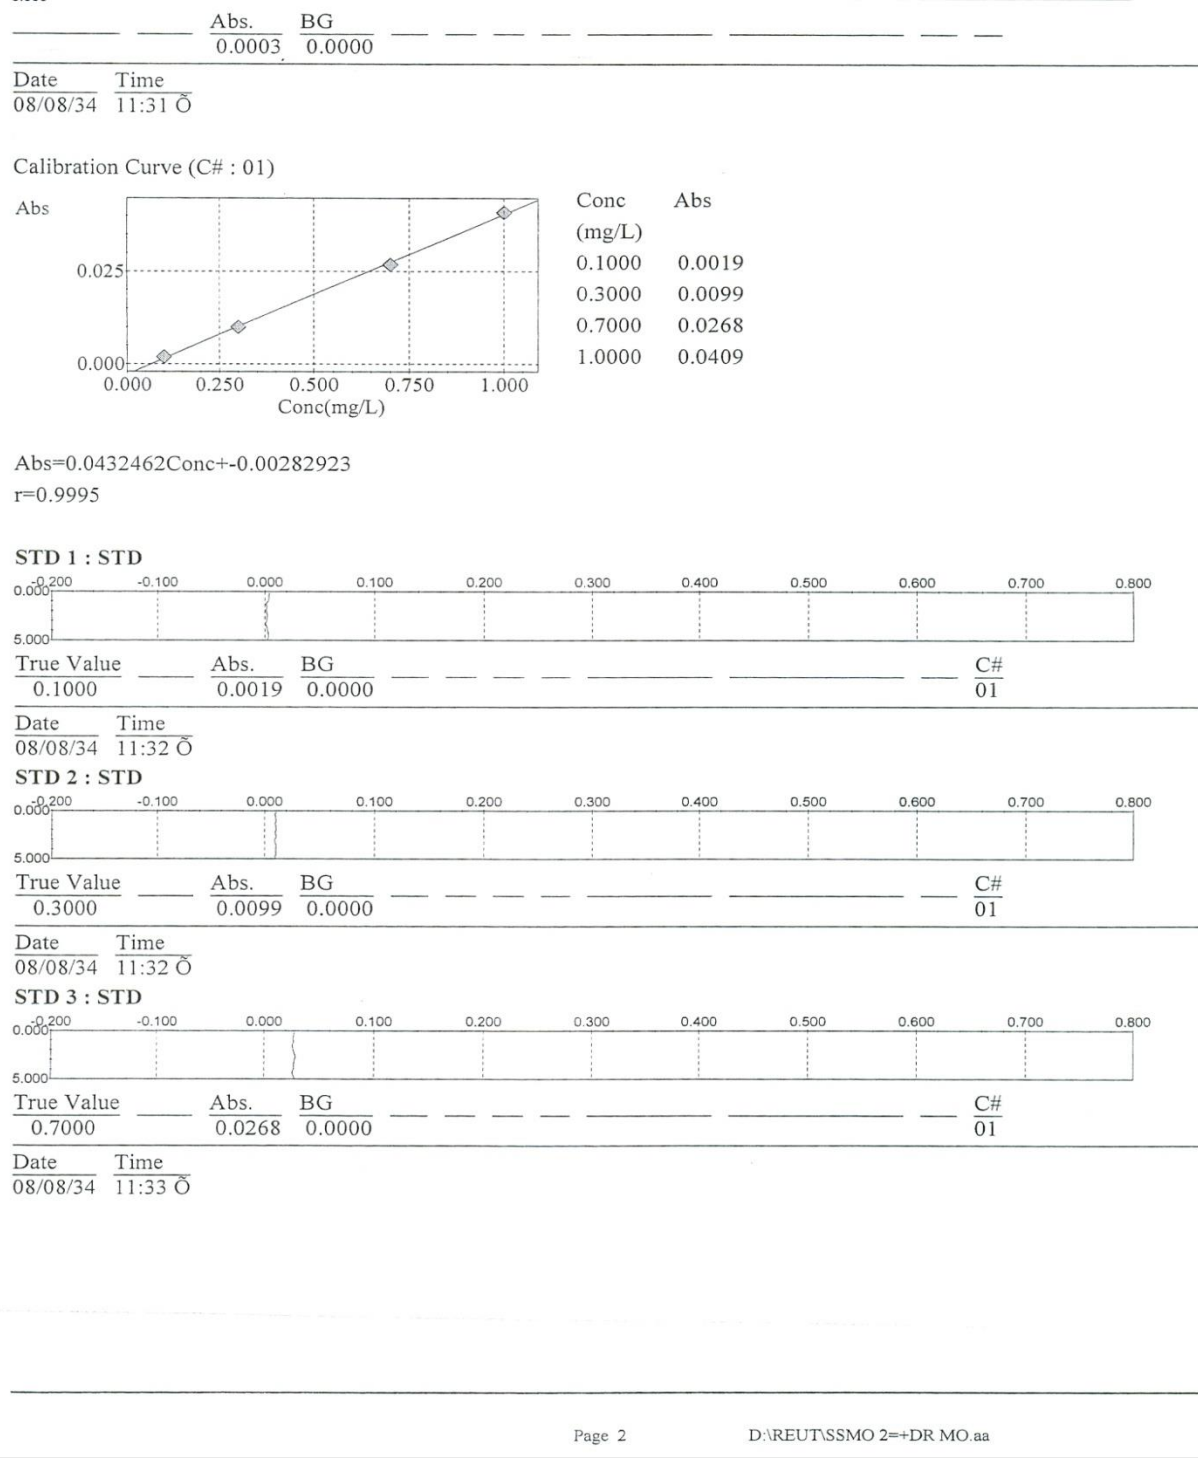 Abs. BG
0.0003 0.0000
Date Time
08/08/34 11:31 Õ
Calibration Curve (C# : 01)
Abs
0.025
0.000
0.000 0.250 0.500 0.750 1.000
Conc(mg/L)
Conc Abs
(mg/L)
0.1000 0.0019
0.3000 0.0099
0.7000 0.0268
1.0000 0.0409
Abs=0.0432462Conc+-0.00282923
r=0.9995
STD 1 : STD
-0.200 -0.100 0.000 0.100 0.200 0.300 0.400 0.500 0.600 0.700 0.800
0.000
5.000
True Value Abs. BG C#
0.1000 0.0019 0.0000 01
Date Time
08/08/34 11:32 Õ
STD 2 : STD
-0.200 -0.100 0.000 0.100 0.200 0.300 0.400 0.500 0.600 0.700 0.800
0.000
5.000
True Value Abs. BG C#
0.3000 0.0099 0.0000 01
Date Time
08/08/34 11:32 Õ
STD 3 : STD
-0.200 -0.100 0.000 0.100 0.200 0.300 0.400 0.500 0.600 0.700 0.800
0.000
5.000
True Value Abs. BG C#
0.7000 0.0268 0.0000 01
Date Time
08/08/34 11:33 Õ
Page 2 D:\REUT\SSMO 2=+DR MO.aa